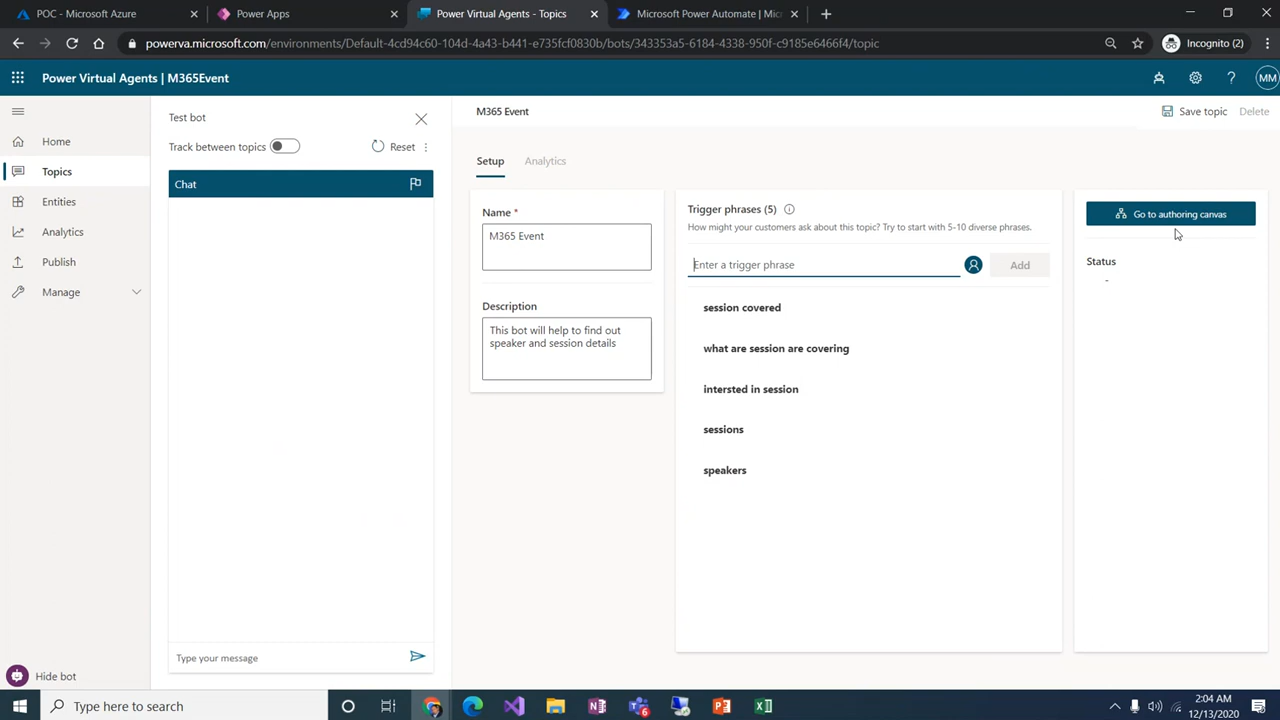 POC - Microsoft Azure
Power Apps
Power Virtual Agents - Topics
Microsoft Power Automate | Mic
powerva.microsoft.com/environments/Default-4cd94c60-104d-4a43-b441-e735fcf0830b/bots/343353a5-6184-4338-950f-c9185e6466f4/topic
Incognito (2)
Power Virtual Agents | M365Event
MM
Home
Topics
Entities
Analytics
Publish
Manage
Hide bot
Test bot
Track between topics
Reset
Chat
Type your message
M365 Event
Save topic
Delete
Setup
Analytics
Name *
M365 Event
Description
This bot will help to find out
speaker and session details
Trigger phrases (5)
How might your customers ask about this topic? Try to start with 5-10 diverse phrases.
Enter a trigger phrase
Add
session covered
what are session are covering
intersted in session
sessions
speakers
Go to authoring canvas
Status
-
Type here to search
2:04 AM
12/13/2020